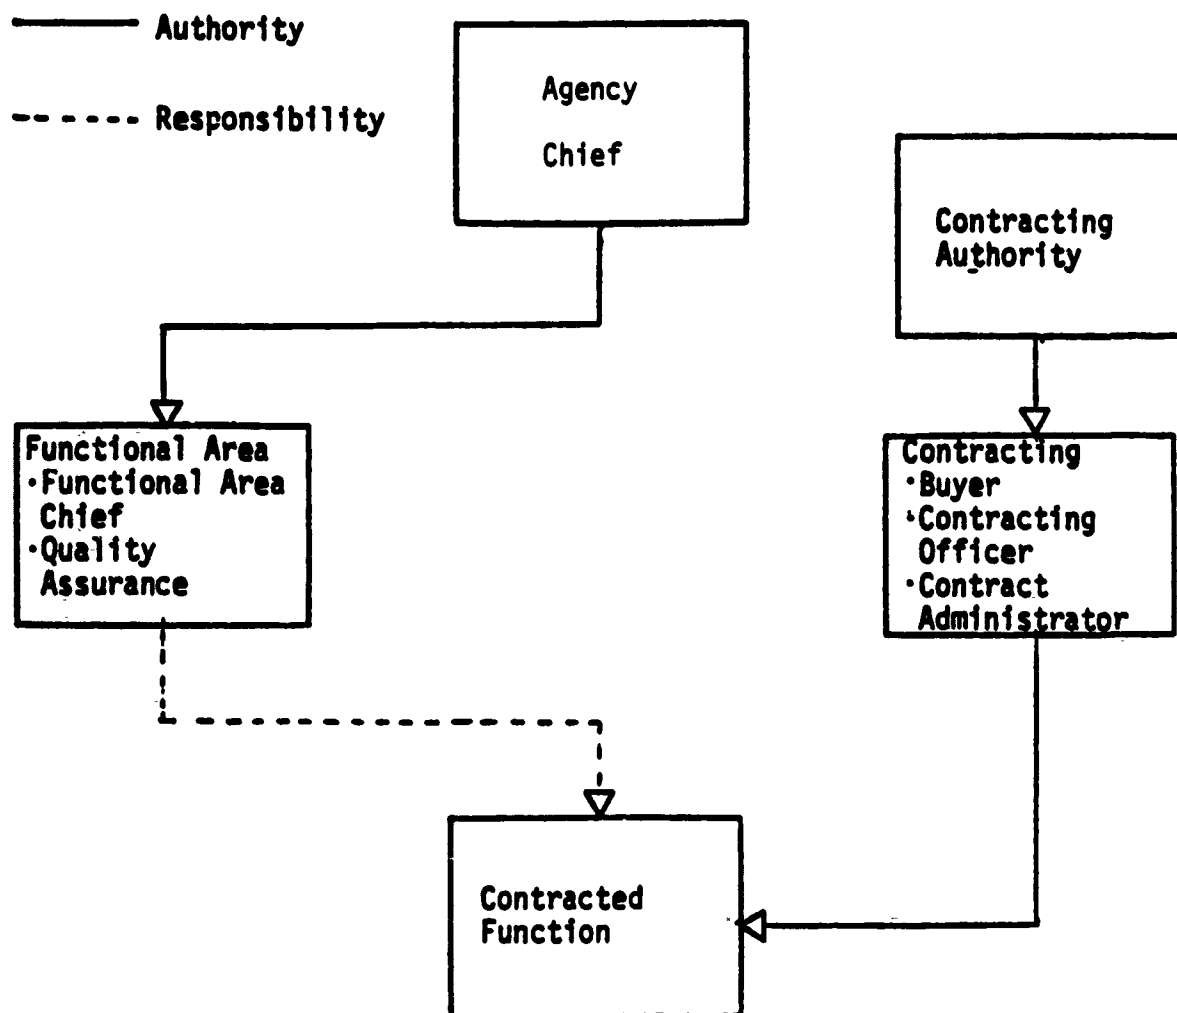 Authority
Responsibility
Agency
Chief
Contracting
Authority
Functional Area
·Functional Area
Chief
·Quality
Assurance
Contracting
·Buyer
·Contracting
Officer
·Contract
Administrator
Contracted
Function